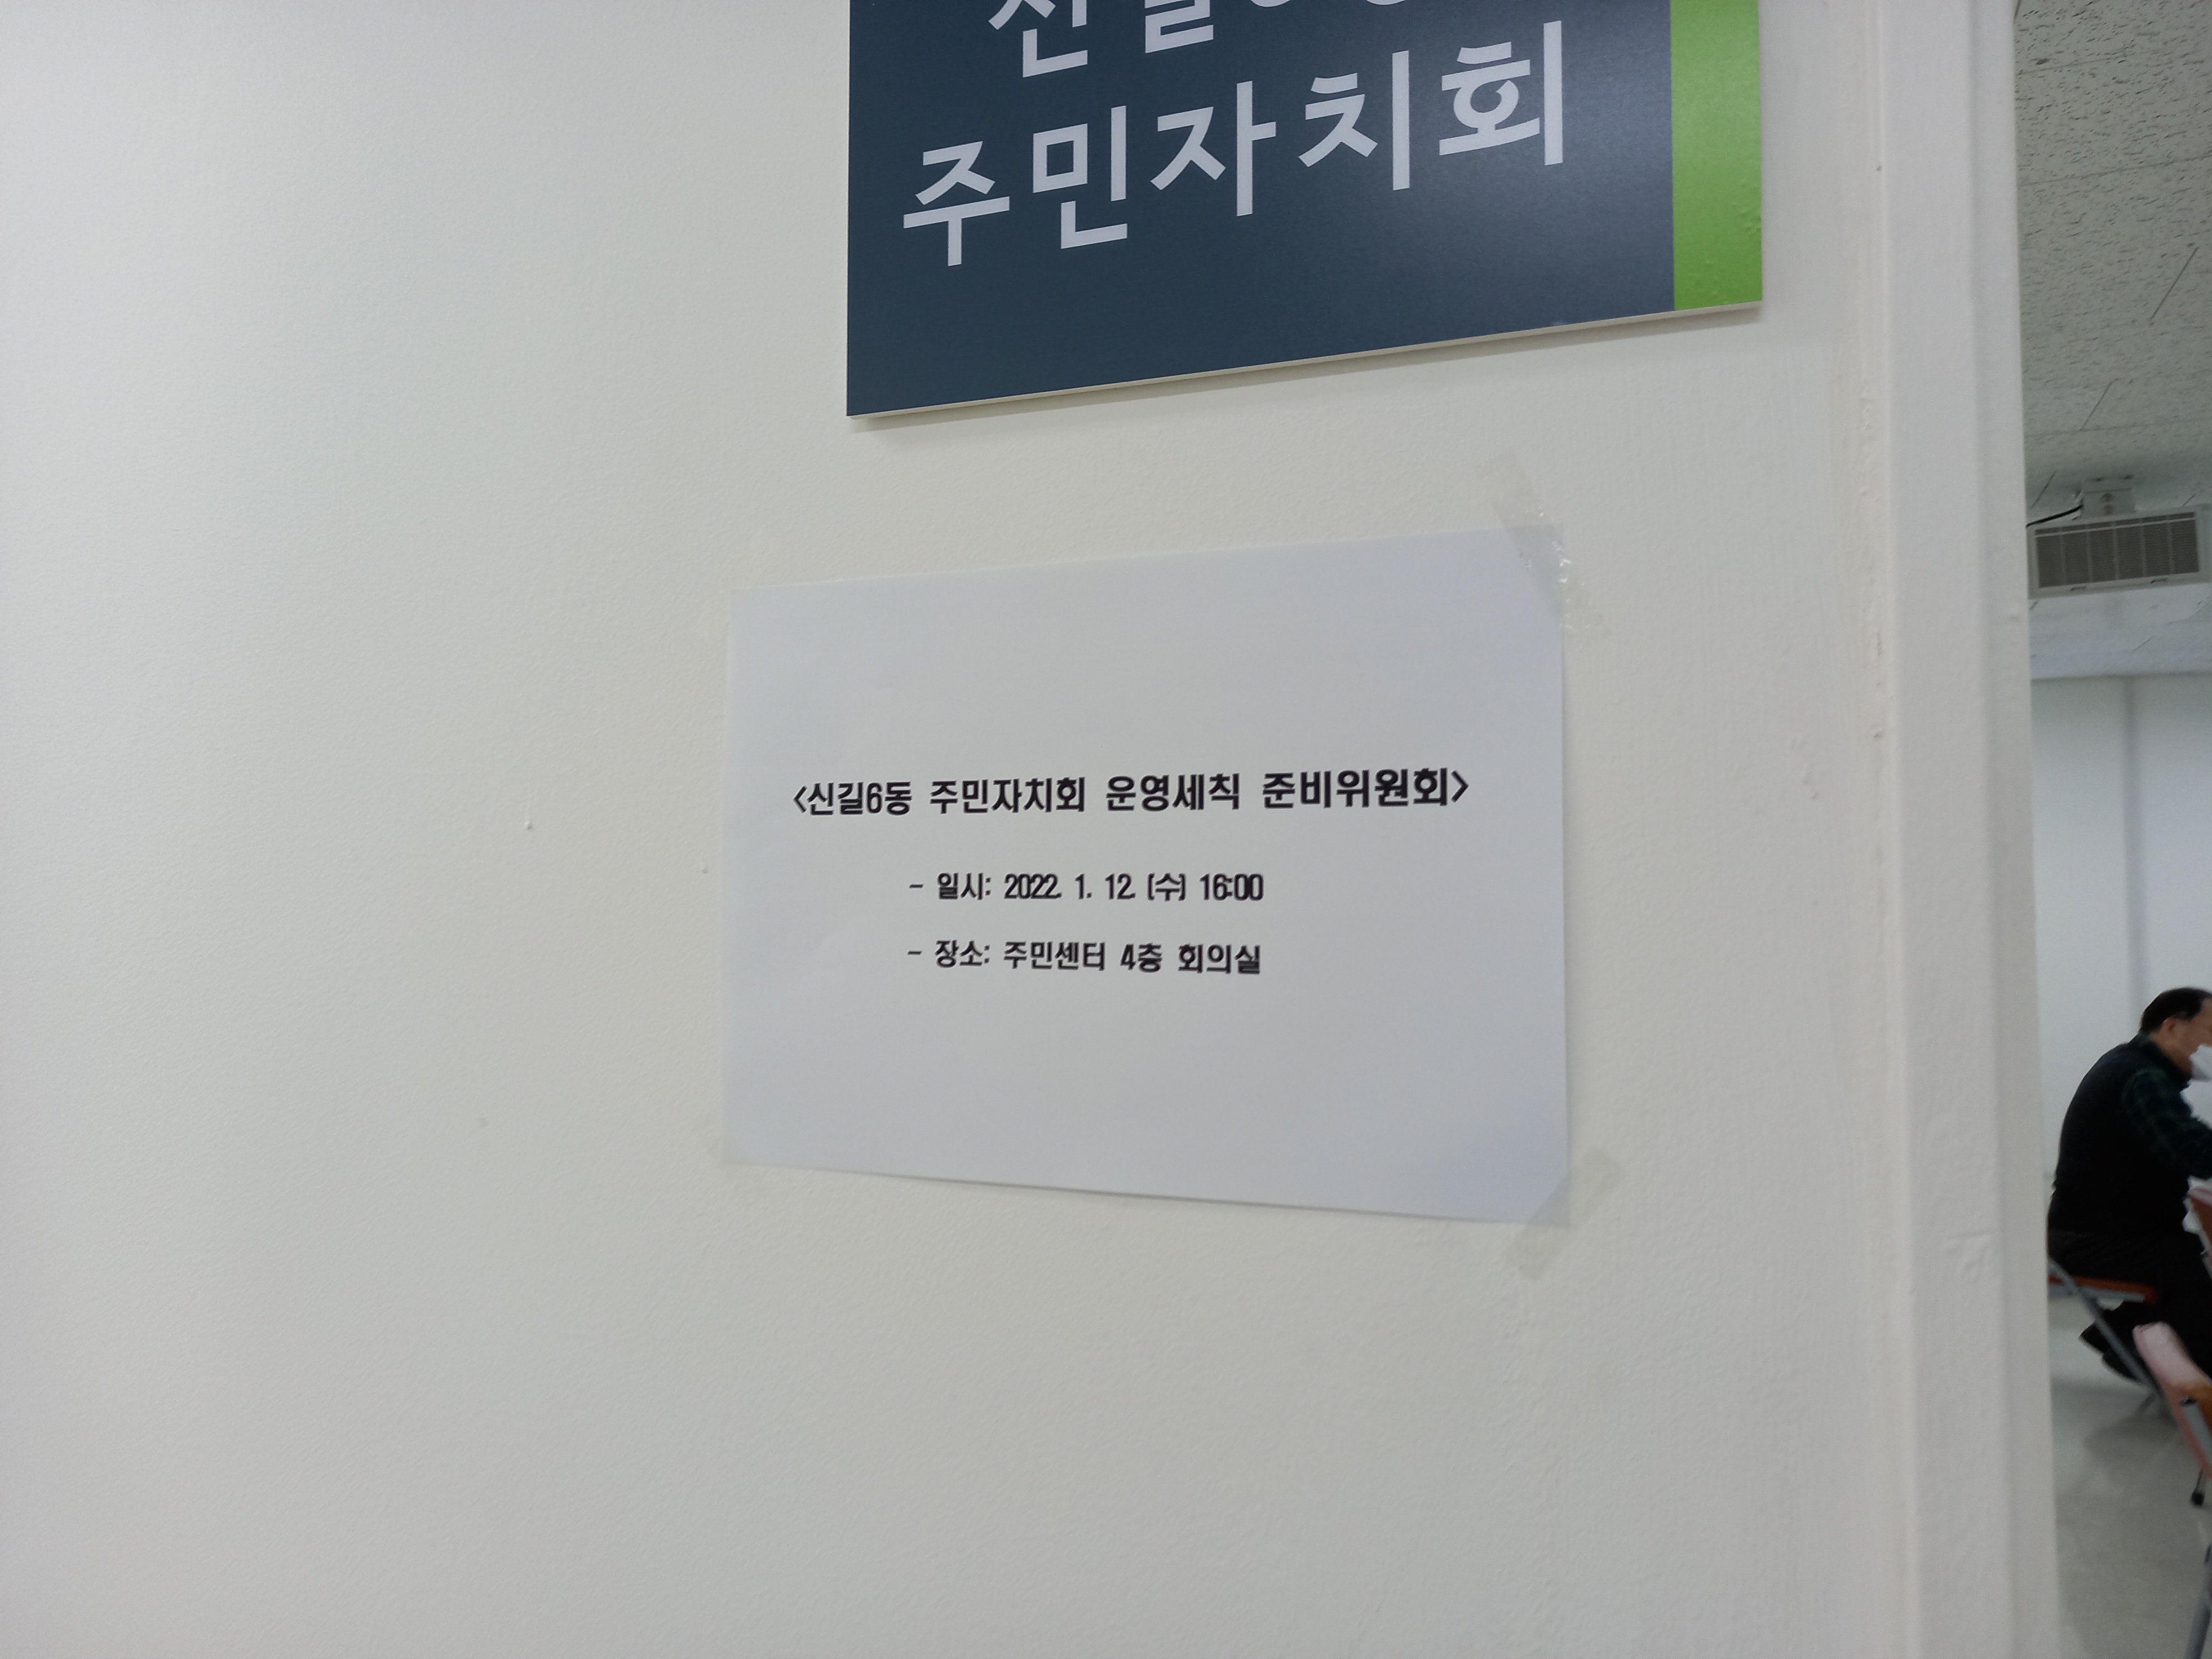 주민자치회
<신길6동 주민자치회 운영세칙 준비위원회>
- 일시: 2022. 1. 12. (수) 16:00
- 장소: 주민센터 4층 회의실